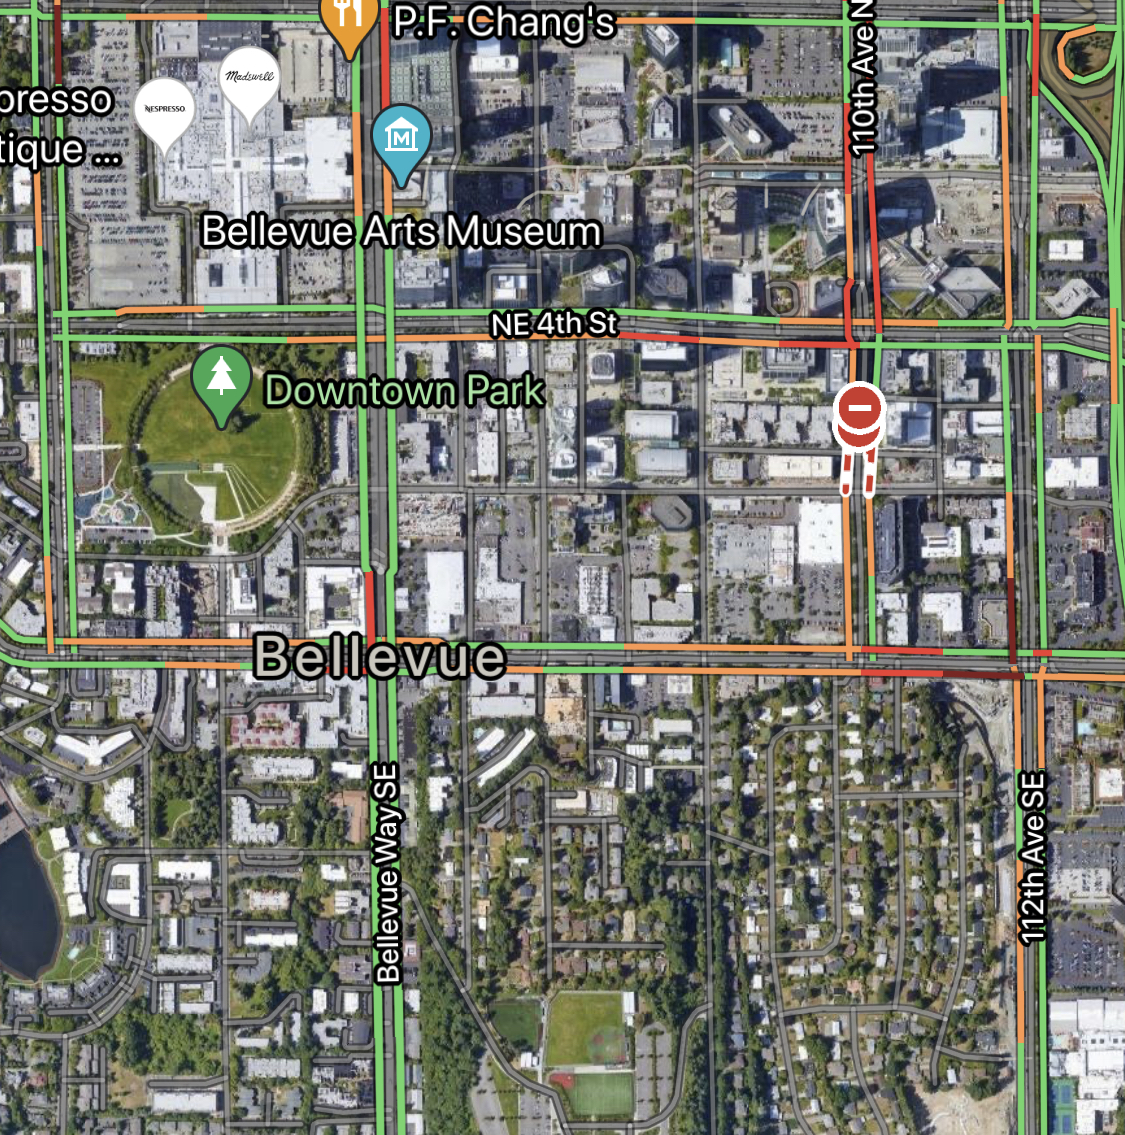 P.F. Chang's
110th Ave N
Madewell
NESPRESSO
presso
tique ...
M
Bellevue Arts Museum
NE 4th St
Downtown Park
Bellevue
Bellevue Way SE
112th Ave SE